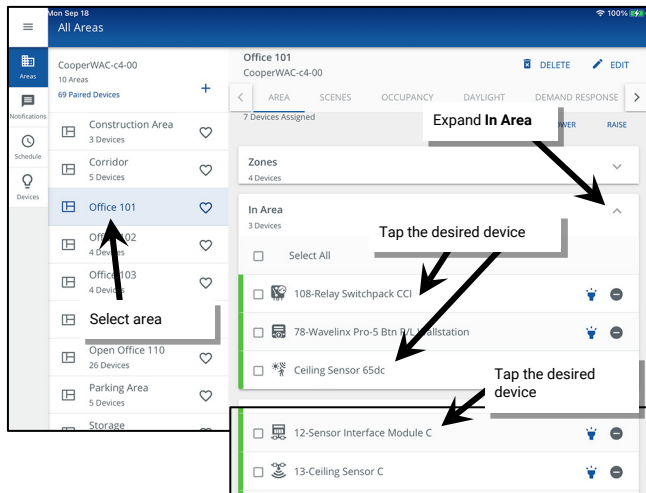 Mon Sep 18
100%
All Areas
Areas
Notifications
Schedule
Devices
CooperWAC-c4-00
10 Areas
69 Paired Devices
+
Construction Area
3 Devices
Corridor
5 Devices
Office 101
Office 102
4 Devices
Office 103
4 Devices
Select area
Open Office 110
26 Devices
Parking Area
5 Devices
Storage
Office 101
CooperWAC-c4-00
DELETE
EDIT
AREA SCENES OCCUPANCY DAYLIGHT DEMAND RESPONSE
7 Devices Assigned
Expand In Area
RAISE
Zones
4 Devices
In Area
3 Devices
Tap the desired device
Select All
108-Relay Switchpack CCI
78-Wavelinx Pro-5 Btn R/L Wallstation
Ceiling Sensor 65dc
Tap the desired
device
12-Sensor Interface Module C
13-Ceiling Sensor C